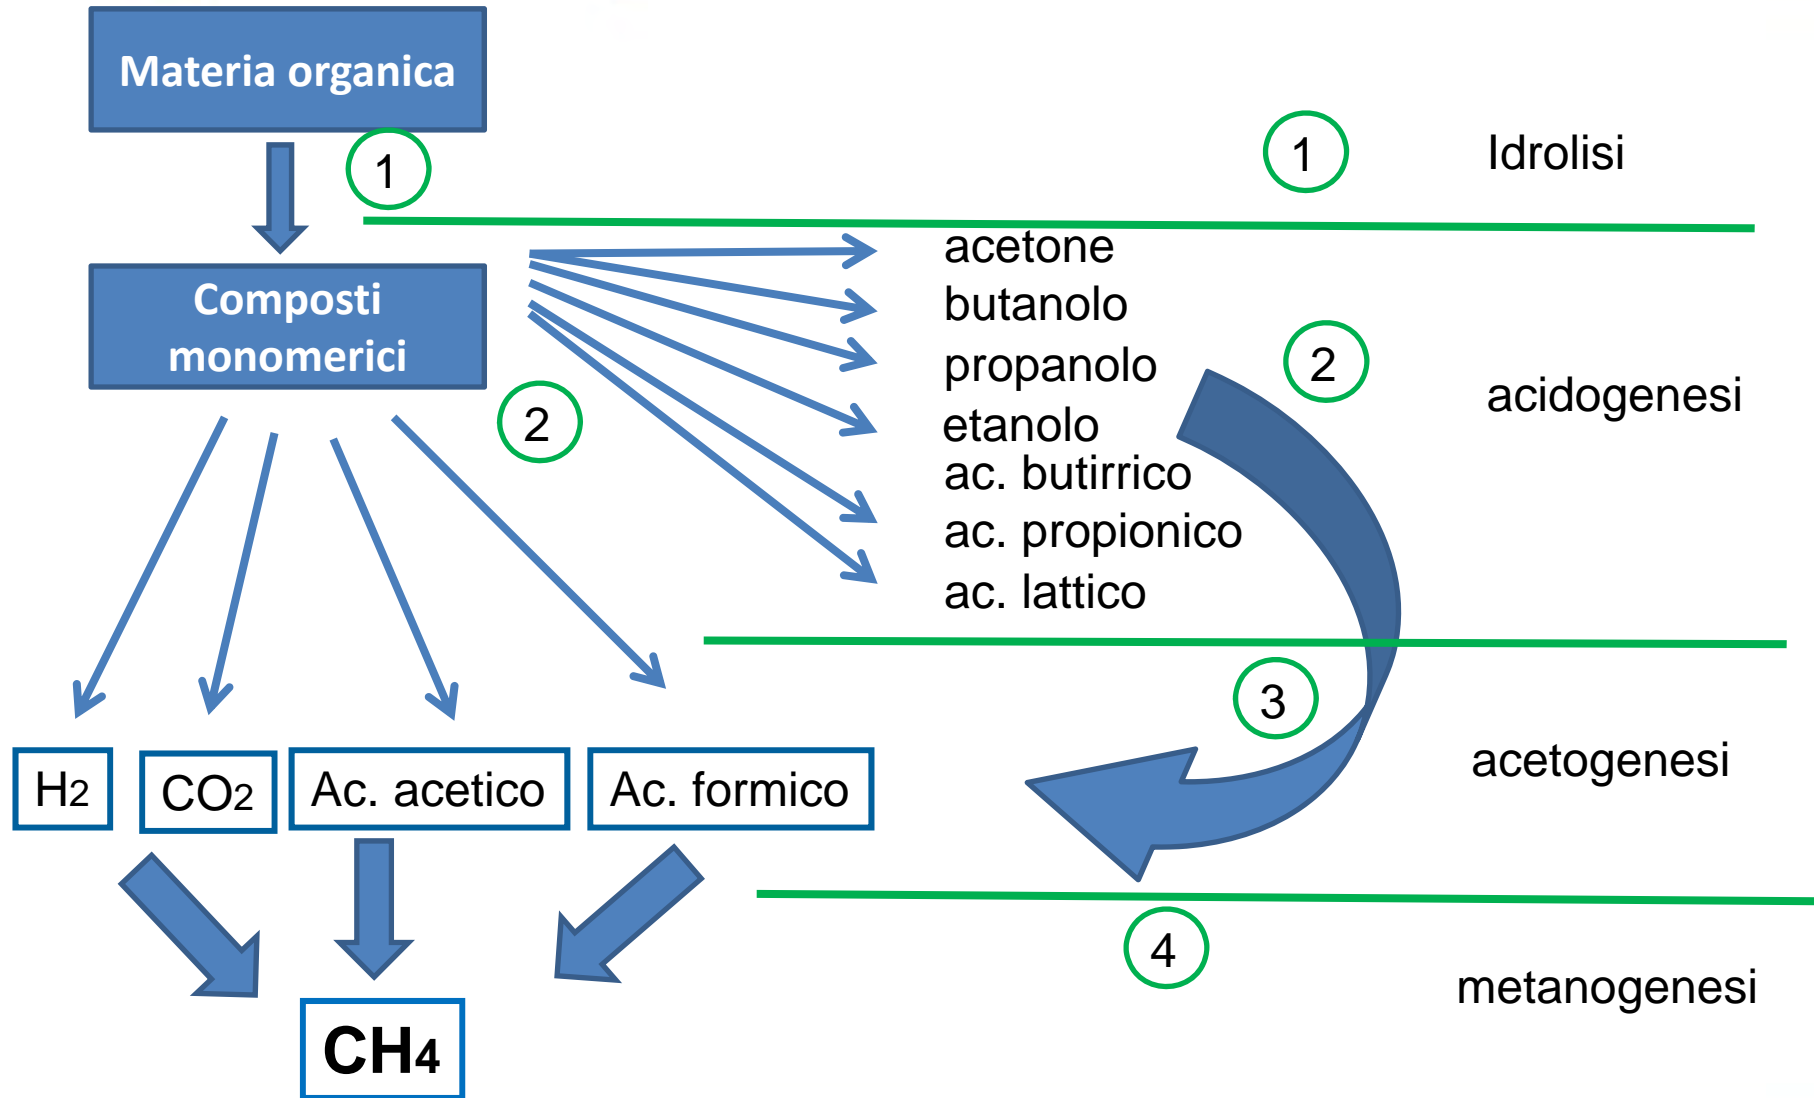 Materia organica
1
1
Idrolisi
Composti
monomerici
2
acetone
butanolo
propanolo
etanolo
ac. butirrico
ac. propionico
ac. lattico
2
acidogenesi
3
acetogenesi
H2
CO2
Ac. acetico
Ac. formico
4
metanogenesi
CH4